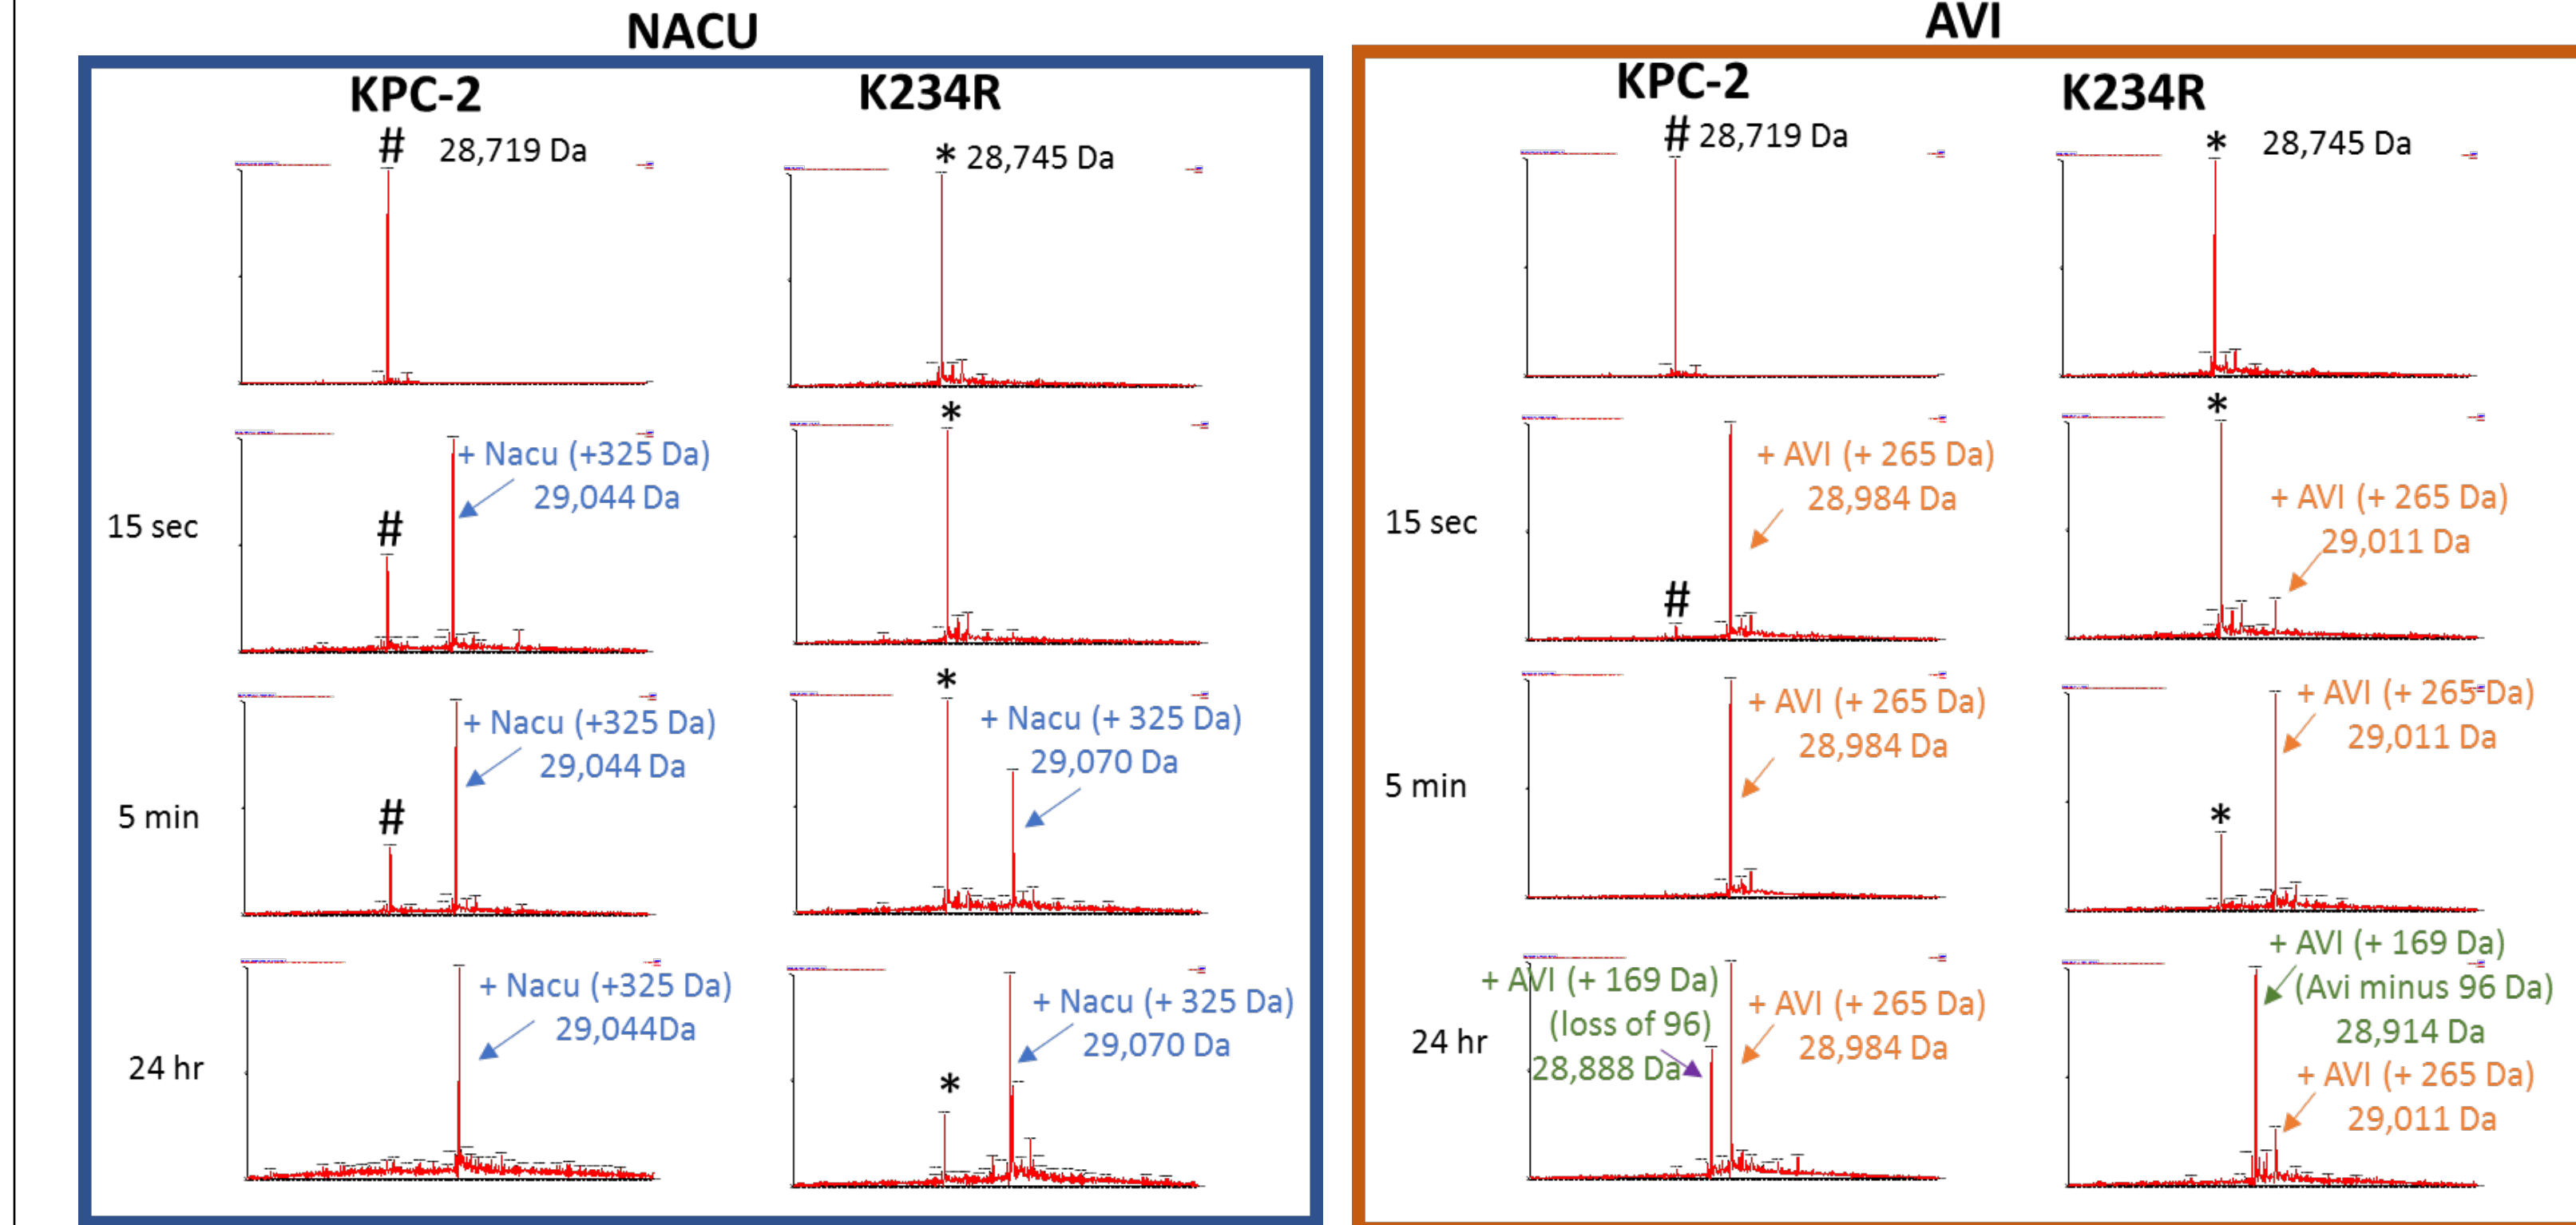 NACU
KPC-2
K234R
# 28,719 Da
* 28,745 Da
15 sec
#
+ Nacu (+325 Da)
29,044 Da
*
5 min
#
+ Nacu (+325 Da)
29,044 Da
*
+ Nacu (+ 325 Da)
29,070 Da
24 hr
+ Nacu (+325 Da)
29,044Da
*
+ Nacu (+ 325 Da)
29,070 Da
AVI
KPC-2
K234R
# 28,719 Da
* 28,745 Da
15 sec
#
+ AVI (+ 265 Da)
28,984 Da
*
+ AVI (+ 265 Da)
29,011 Da
5 min
+ AVI (+ 265 Da)
28,984 Da
*
+ AVI (+ 265 Da)
29,011 Da
24 hr
+ AVI (+ 169 Da)
(loss of 96)
28,888 Da
+ AVI (+ 265 Da)
28,984 Da
+ AVI (+ 169 Da)
(Avi minus 96 Da)
28,914 Da
+ AVI (+ 265 Da)
29,011 Da